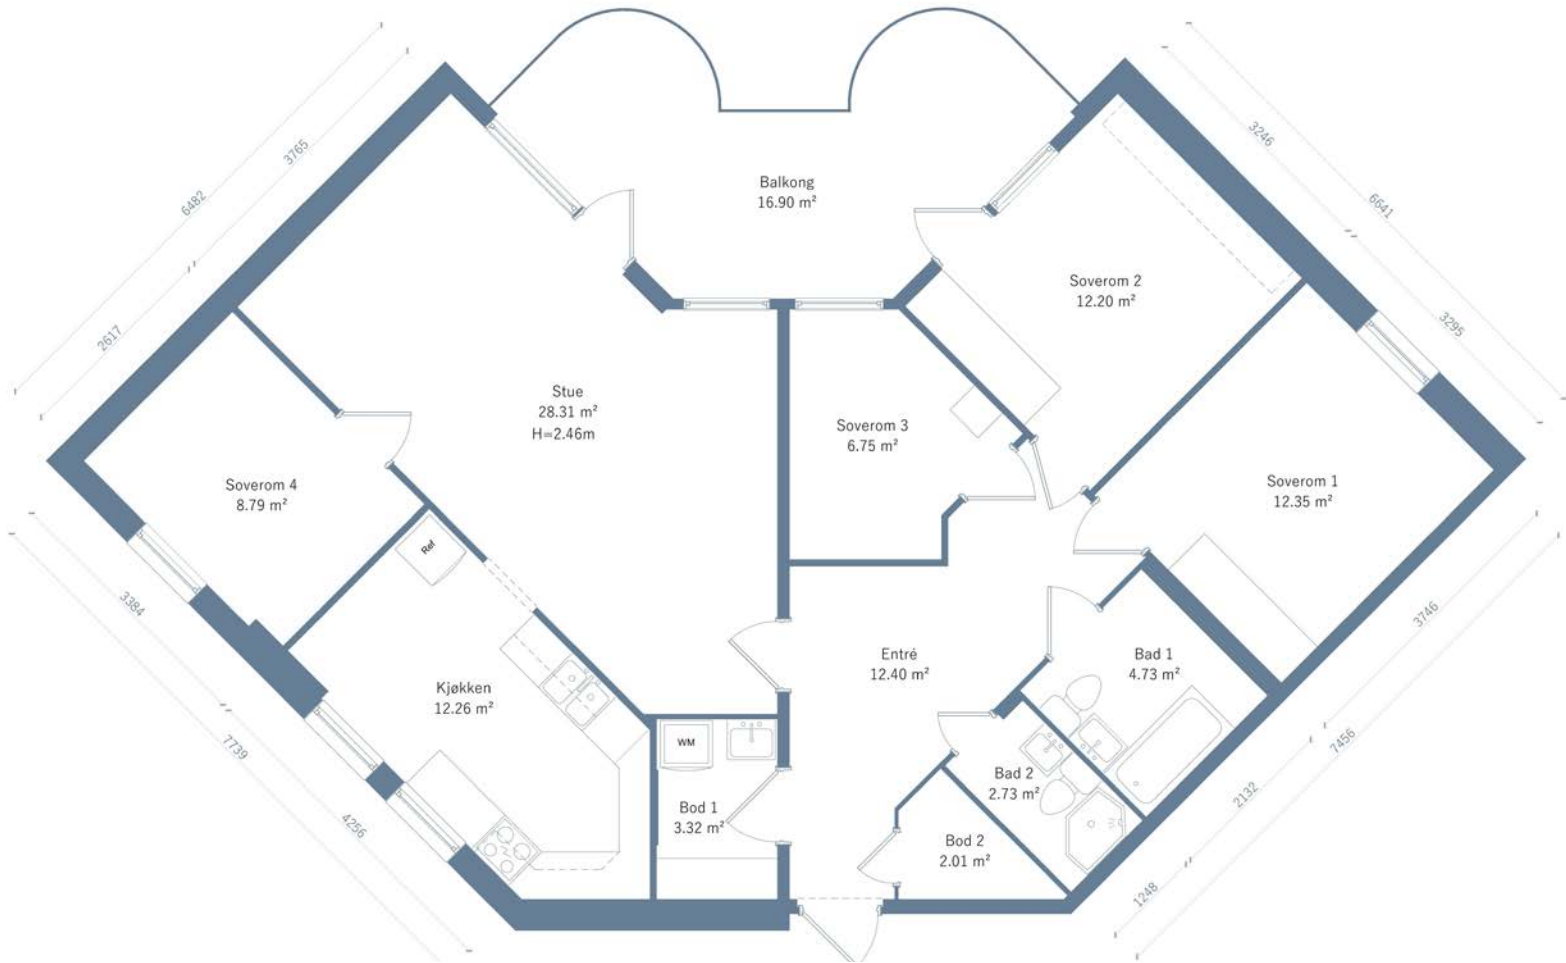 6482
3765
2617
Balkong
16.90 m²
3246
6641
3295
Soverom 2
12.20 m²
Stue
28.31 m²
H=2.46m
Soverom 3
6.75 m²
Soverom 4
8.79 m²
Soverom 1
12.35 m²
Ref
3384
7739
4256
Kjøkken
12.26 m²
Entré
12.40 m²
Bad 1
4.73 m²
3746
7456
2132
1248
WM
Bod 1
3.32 m²
Bad 2
2.73 m²
Bod 2
2.01 m²